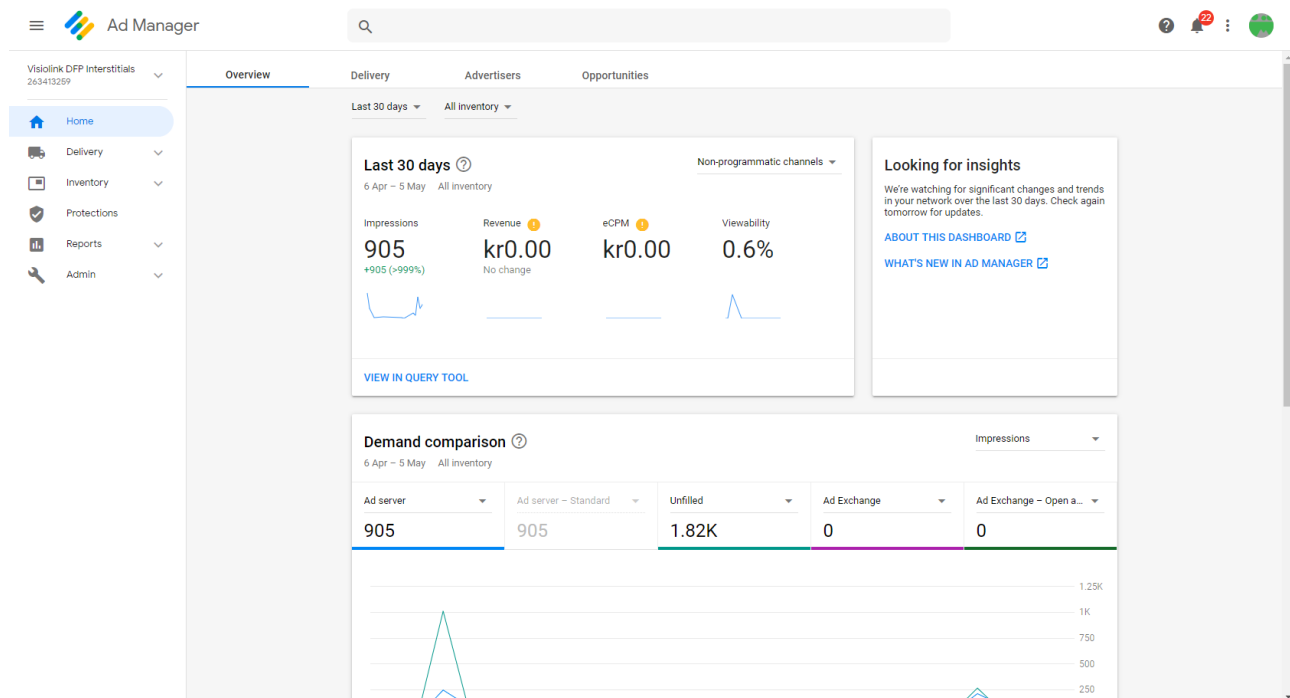 Ad Manager
22
Visiolink DFP Interstitials
263413259
Home
Delivery
Inventory
Protections
Reports
Admin
Overview
Delivery
Advertisers
Opportunities
Last 30 days
All inventory
Last 30 days
Non-programmatic channels
6 Apr – 5 May All inventory
Impressions
905
+905 (>999%)
Revenue
kr0.00
No change
eCPM
kr0.00
Viewability
0.6%
VIEW IN QUERY TOOL
Looking for insights
We're watching for significant changes and trends
in your network over the last 30 days. Check again
tomorrow for updates.
ABOUT THIS DASHBOARD
WHAT'S NEW IN AD MANAGER
Demand comparison
Impressions
6 Apr – 5 May All inventory
Ad server
905
Ad server – Standard
905
Unfilled
1.82K
Ad Exchange
0
Ad Exchange – Open a...
0
1.25K
1K
750
500
250